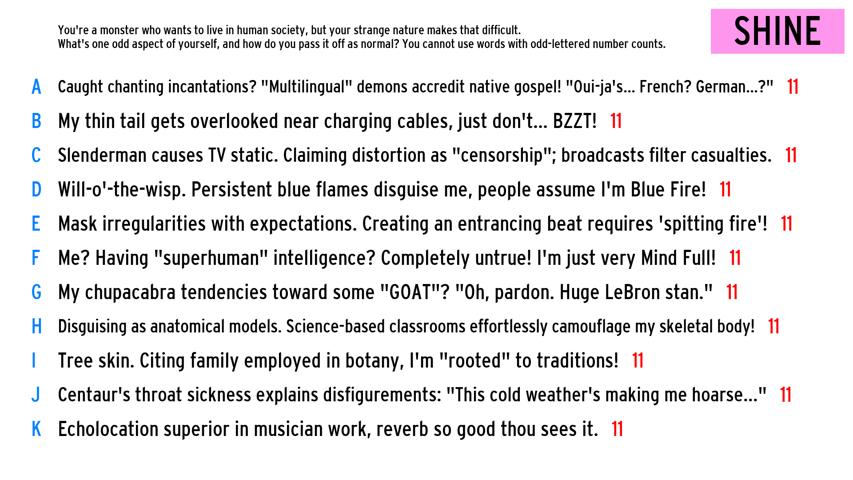 You're a monster who wants to live in human society, but your strange nature makes that difficult.
What's one odd aspect of yourself, and how do you pass it off as normal? You cannot use words with odd-lettered number counts.
SHINE
A Caught chanting incantations? "Multilingual" demons accredit native gospel! "Oui-ja's... French? German...?" 11
B My thin tail gets overlooked near charging cables, just don't... BZZT! 11
C Slenderman causes TV static. Claiming distortion as "censorship"; broadcasts filter casualties. 11
D Will-o'-the-wisp. Persistent blue flames disguise me, people assume I'm Blue Fire! 11
E Mask irregularities with expectations. Creating an entrancing beat requires 'spitting fire'! 11
F Me? Having "superhuman" intelligence? Completely untrue! I'm just very Mind Full! 11
G My chupacabra tendencies toward some "GOAT"? "Oh, pardon. Huge LeBron stan." 11
H Disguising as anatomical models. Science-based classrooms effortlessly camouflage my skeletal body! 11
I Tree skin. Citing family employed in botany, I'm "rooted" to traditions! 11
J Centaur's throat sickness explains disfigurements: "This cold weather's making me hoarse..." 11
K Echolocation superior in musician work, reverb so good thou sees it. 11